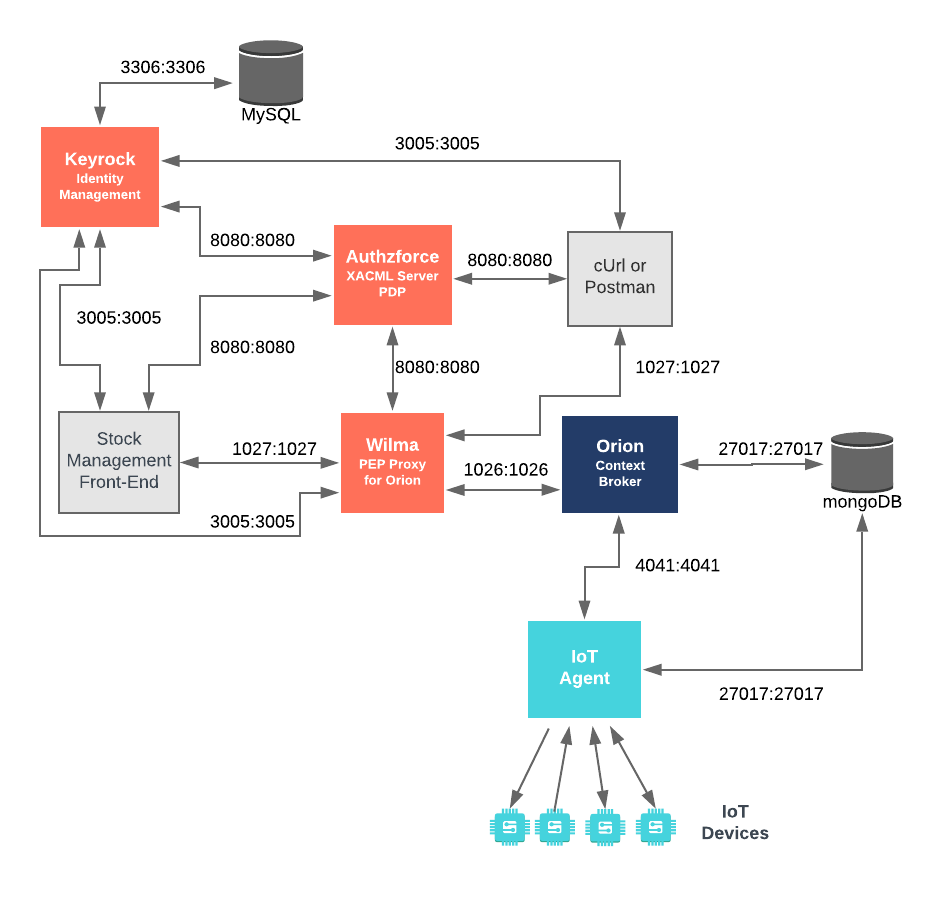 3306:3306
MySQL
Keyrock
Identity
Management
3005:3005
8080:8080
Authzforce
XACML Server
PDP
8080:8080
cUrl or
Postman
3005:3005
8080:8080
8080:8080
1027:1027
Stock
Management
Front-End
1027:1027
Wilma
PEP Proxy
for Orion
1026:1026
Orion
Context
Broker
27017:27017
mongoDB
3005:3005
4041:4041
IoT
Agent
27017:27017
IoT
Devices